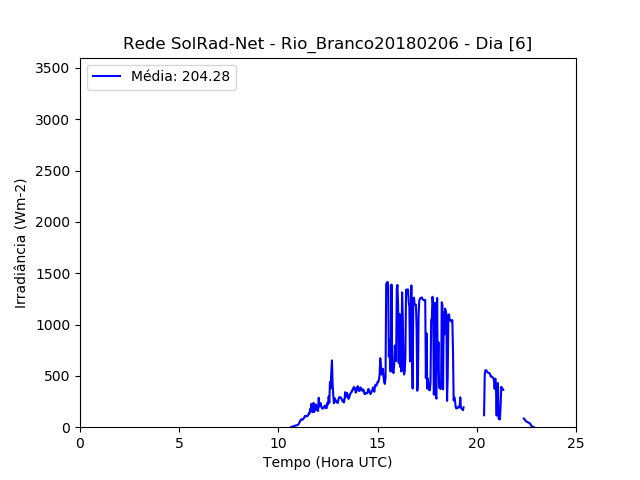 Rede SolRad-Net - Rio_Branco20180206 - Dia [6]
Média: 204.28
3500
3000
2500
2000
1500
1000
500
0
Irradiância (Wm-2)
0 5 10 15 20 25
Tempo (Hora UTC)